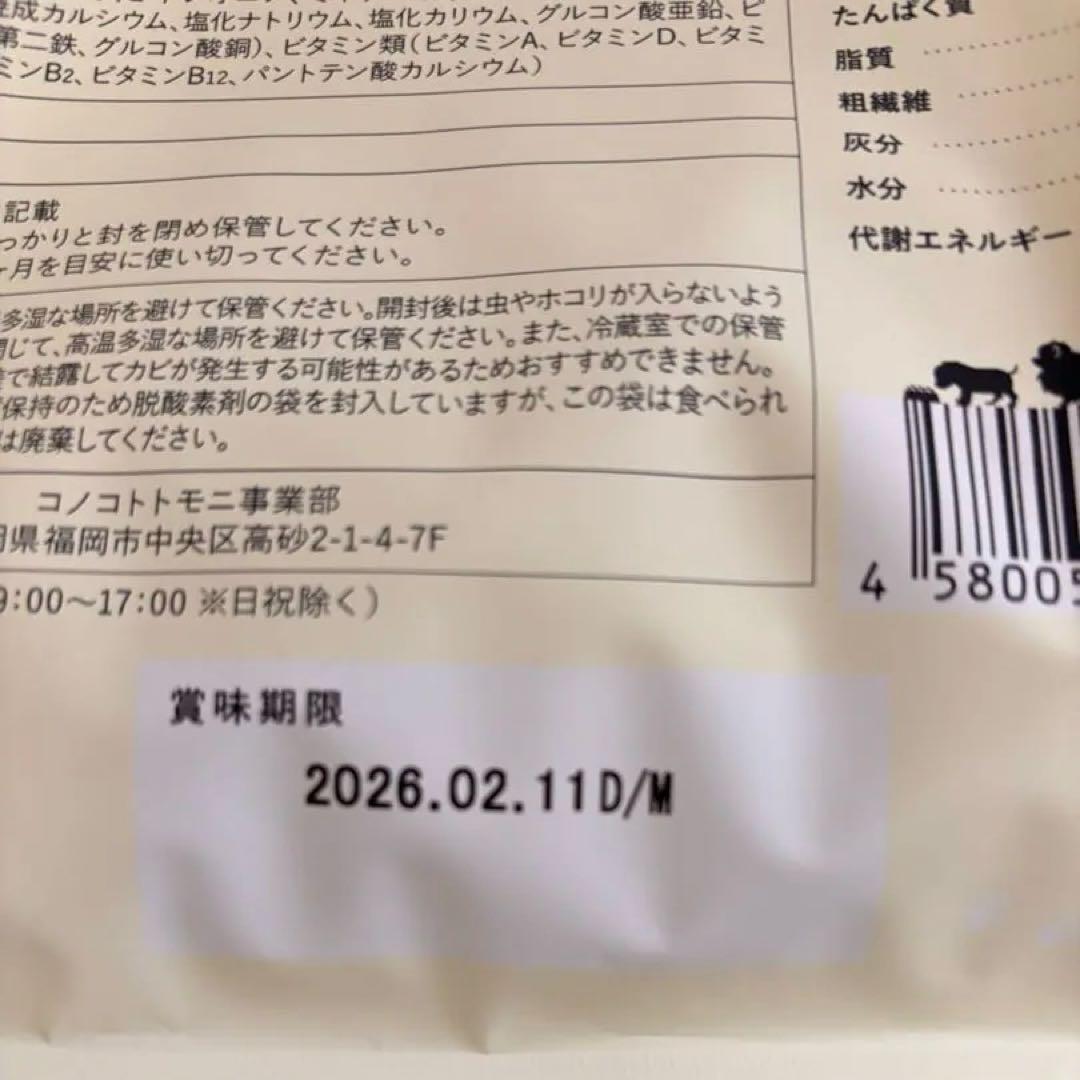 成カルシウム、塩化ナトリウム、塩化カリウム、グルコン酸亜鉛、ピ
第二鉄、グルコン酸銅）、ビタミン類（ビタミンA、ビタミンD、ビタミ
ミンB2、ビタミンB12、パントテン酸カルシウム）
記載
っかりと封を閉め保管してください。
ヶ月を目安に使い切ってください。
多湿な場所を避けて保管ください。開封後は虫やホコリが入らないよう
閉じて、高温多湿な場所を避けて保管ください。また、冷蔵室での保管
で結露してカビが発生する可能性があるためおすすめできません。
保持のため脱酸素剤の袋を封入していますが、この袋は食べられ
は廃棄してください。
コノコトトモニ事業部
岡県福岡市中央区高砂2-1-4-7F
9:00〜17:00 ※日祝除く）
たんぱく質
脂質
粗繊維
灰分
水分
代謝エネルギー
4 58005
賞味期限
2026.02.11D/M